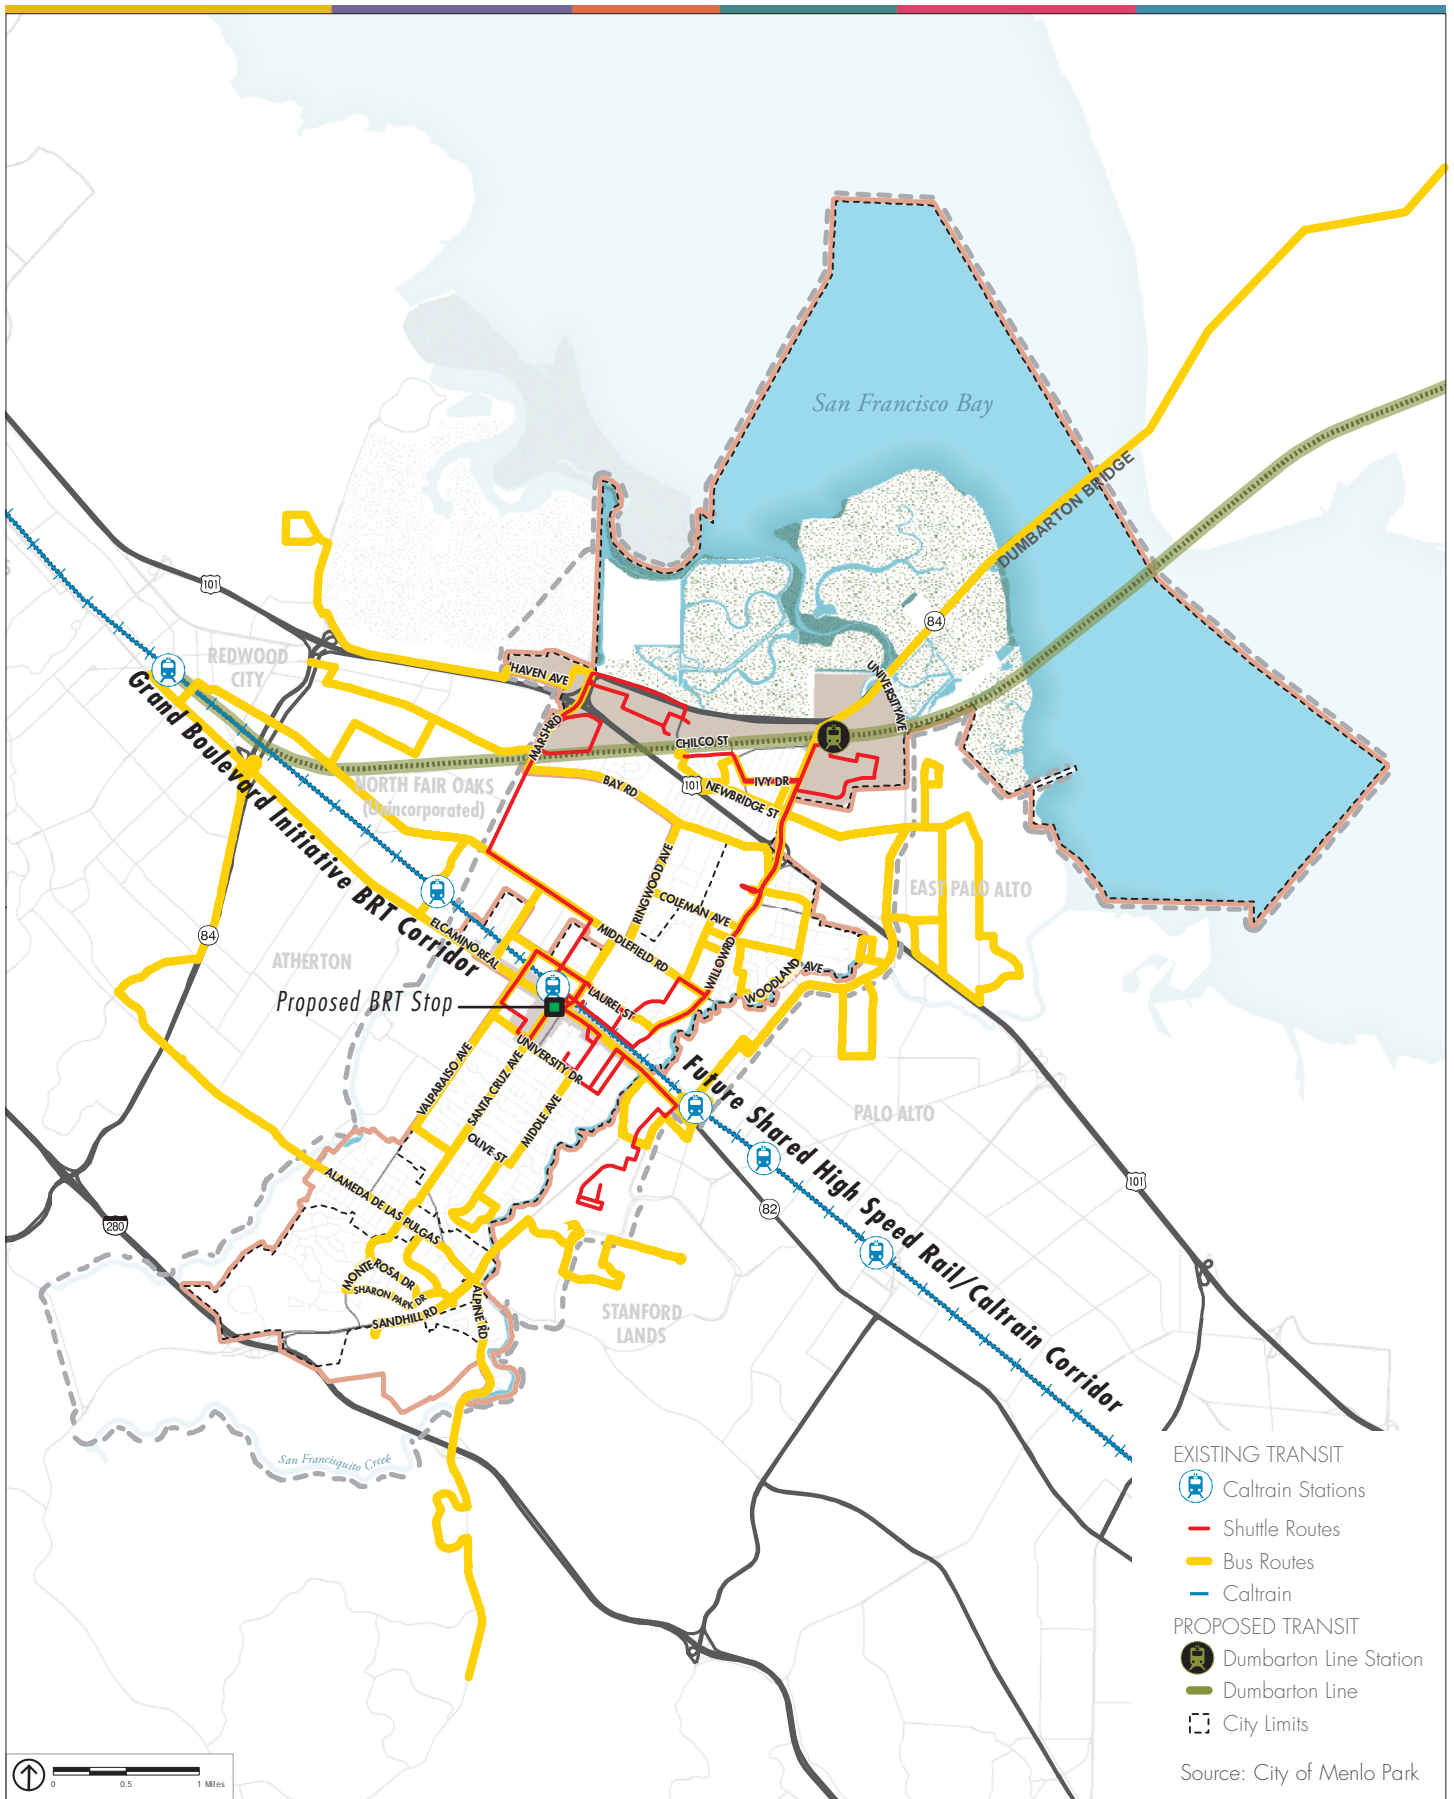 San Francisco Bay
DUMBARTON BRIDGE
101
84
REDWOOD
CITY
HAVEN AVE
UNIVERSITY AVE
MARSH RD
CHILCO ST
Grand Boulevard Initiative BRT Corridor
NORTH FAIR OAKS
(Unincorporated)
BAY RD
101
NEWBRIDGE ST
IVY DR
RINGWOOD AVE
COLEMAN AVE
EAST PALO ALTO
84
ATHERTON
EL CAMINO REAL
MIDDLEFIELD RD
WILLOW RD
WOODLAND AVE
Proposed BRT Stop
LAUREL ST
UNIVERSITY DR
VALPARAISO AVE
SANTA CRUZ AVE
MIDDLE AVE
OLIVE ST
Future Shared High Speed Rail/Caltrain Corridor
PALO ALTO
101
82
280
ALAMEDA DE LAS PULGAS
MONTE ROSA DR
SHARON PARK DR
SANDHILL RD
ALPINE RD
STANFORD
LANDS
San Francisquito Creek
EXISTING TRANSIT
Caltrain Stations
Shuttle Routes
Bus Routes
Caltrain
PROPOSED TRANSIT
Dumbarton Line Station
Dumbarton Line
City Limits
Source: City of Menlo Park
0 0.5 1 Miles